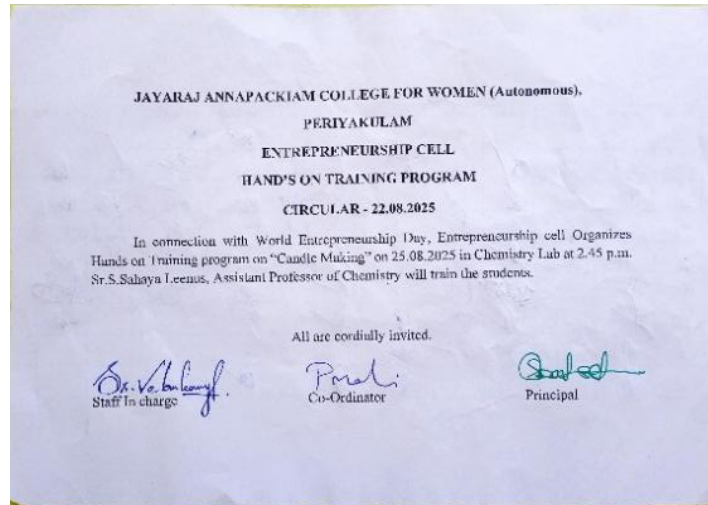 JAYARAJ ANNAPACKIAM COLLEGE FOR WOMEN (Autonomous),
PERIYAKULAM
ENTREPRENEURSHIP CELL
HAND'S ON TRAINING PROGRAM
CIRCULAR - 22.08.2025
In connection with World Entrepreneurship Day, Entrepreneurship cell Organizes
Hands on Training program on "Candle Making" on 25.08.2025 in Chemistry Lab at 2.45 p.m.
Sr.S.Sahaya Leenus, Assistant Professor of Chemistry will train the students.
All are cordially invited.
Staff In charge
Co-Ordinator
Principal